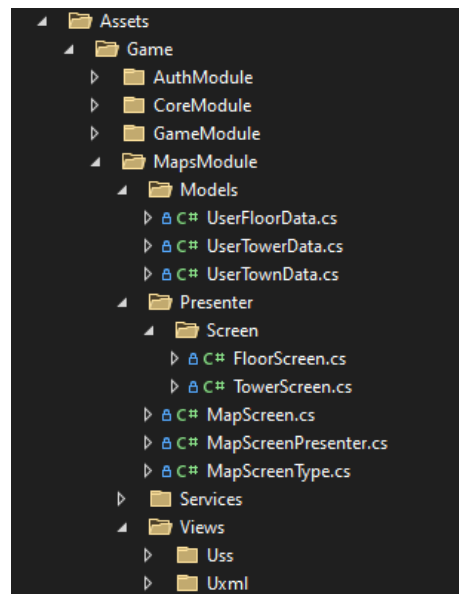 Assets
Game
AuthModule
CoreModule
GameModule
MapsModule
Models
C# UserFloorData.cs
C# UserTowerData.cs
C# UserTownData.cs
Presenter
Screen
C# FloorScreen.cs
C# TowerScreen.cs
C# MapScreen.cs
C# MapScreenPresenter.cs
C# MapScreenType.cs
Services
Views
Uss
Uxml